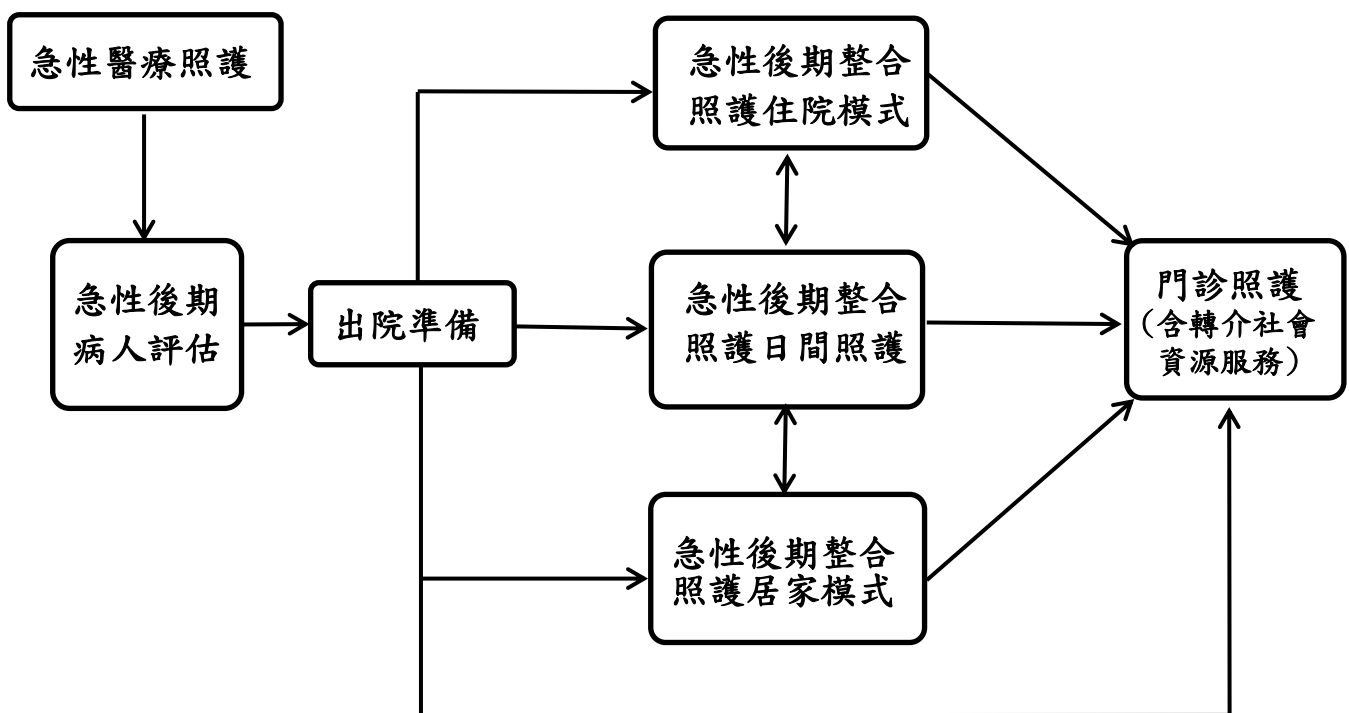 急性醫療照護
急性後期
病人評估
出院準備
急性後期整合
照護住院模式
急性後期整合
照護日間照護
急性後期整合
照護居家模式
門診照護
（含轉介社會
資源服務）